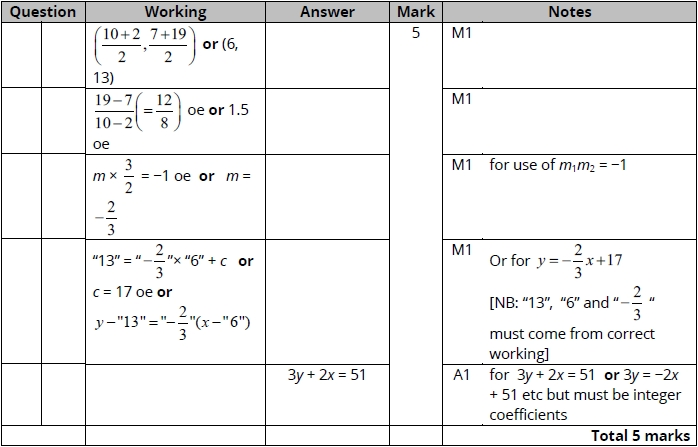 Question Working Answer Mark Notes
(10+2/2, 7+19/2) or (6, 5 M1
13)
19−7/10−2 (= 12/8) oe or 1.5 M1
oe
m × 3/2 = −1 oe or m = M1 for use of m₁m₂ = −1
−2/3
"13" = "−2/3"× "6" + c or M1 Or for y = −2/3x+17
c = 17 oe or [NB: "13", "6" and "−2/3 "
y−"13"="−2/3"(x−"6") must come from correct
working]
3y + 2x = 51 A1 for 3y + 2x = 51 or 3y = −2x
+ 51 etc but must be integer
coefficients
Total 5 marks